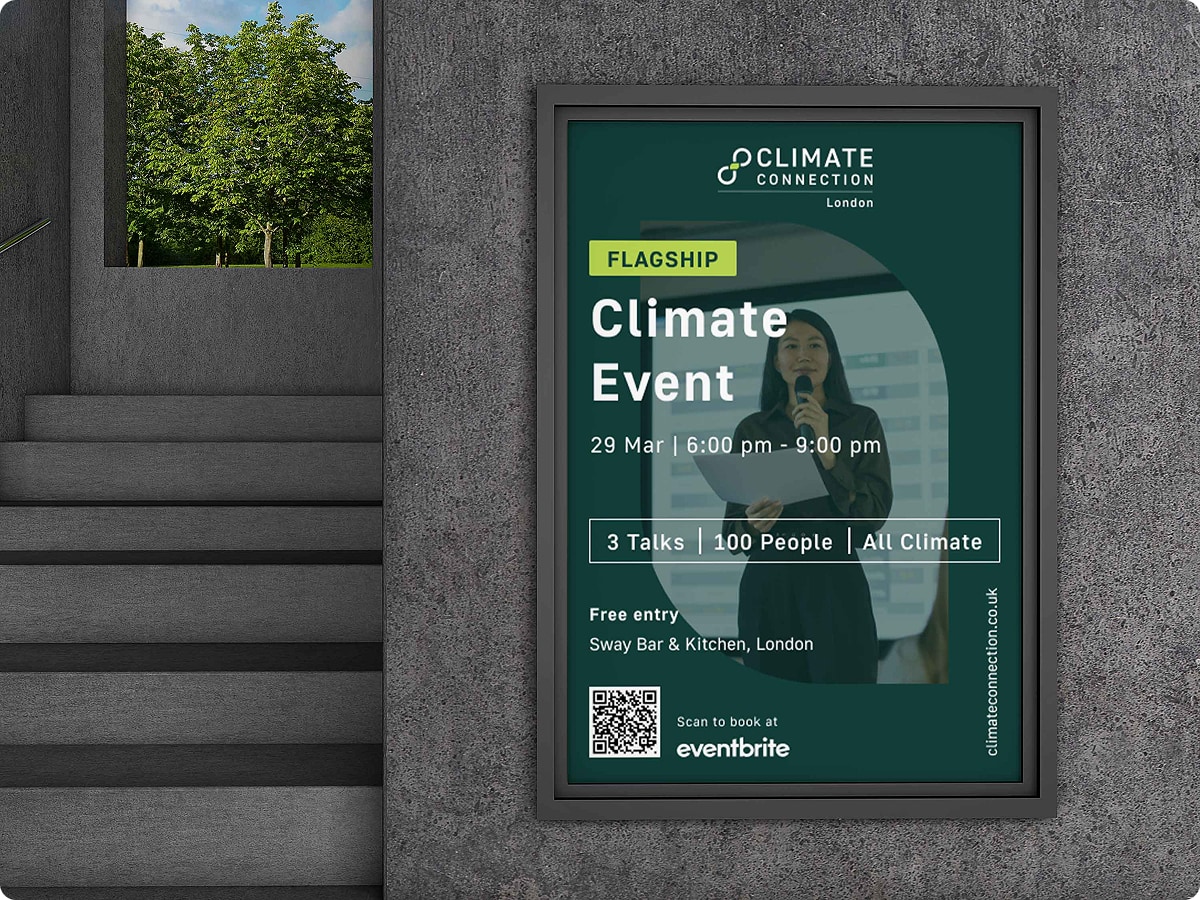 CLIMATE
CONNECTION
London
FLAGSHIP
Climate
Event
29 Mar | 6:00 pm - 9:00 pm
3 Talks | 100 People | All Climate
Free entry
Sway Bar & Kitchen, London
Scan to book at
eventbrite
climateconnection.co.uk